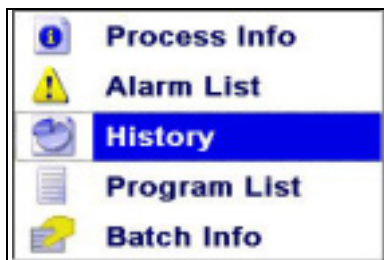 Process Info
Alarm List
History
Program List
Batch Info